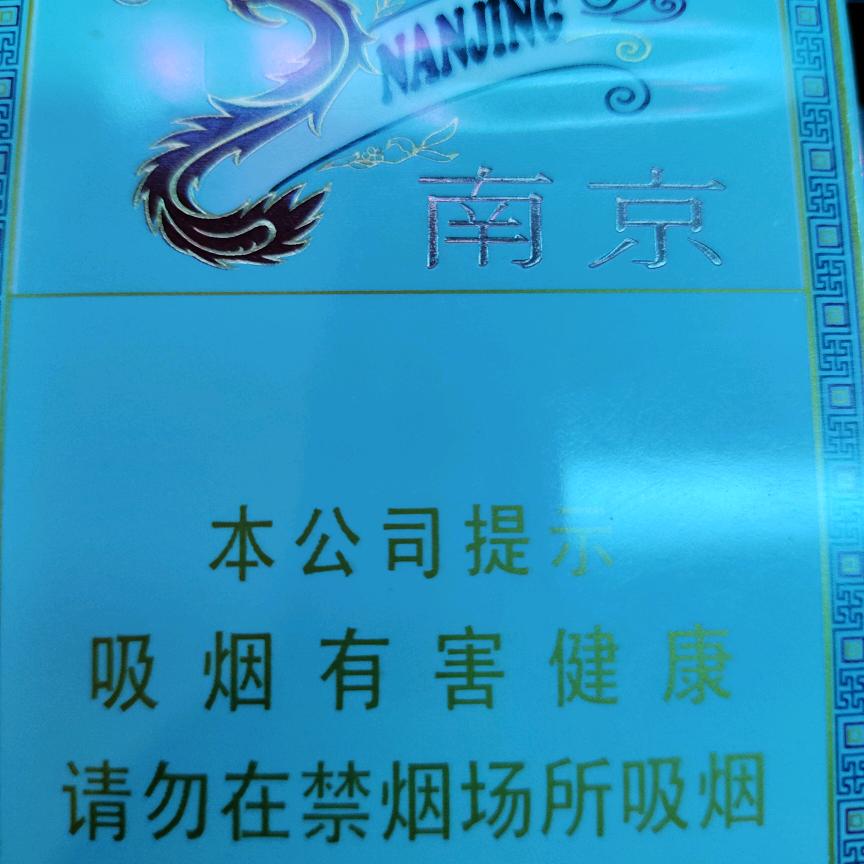 NANJING
南京
本公司提示
吸烟有害健康
请勿在禁烟场所吸烟